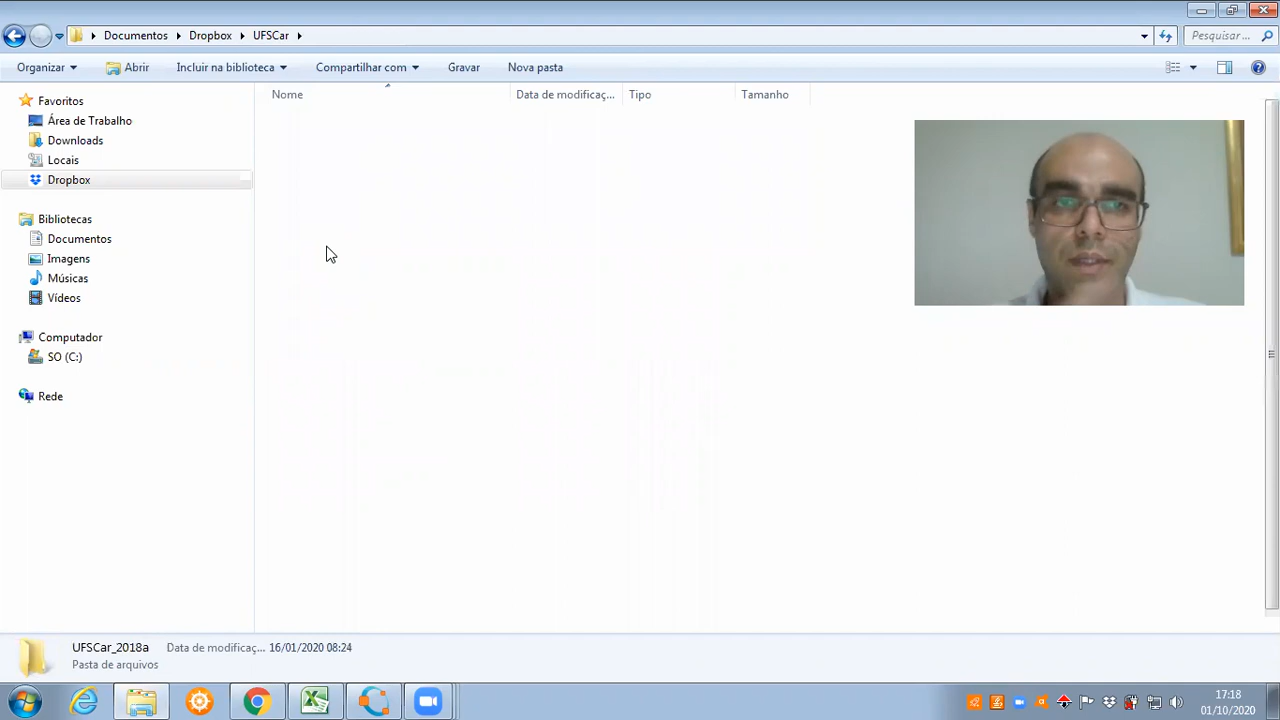 Documentos Dropbox UFSCar Pesquisar ...
Organizar Abrir Incluir na biblioteca Compartilhar com Gravar Nova pasta
Nome Data de modificaç... Tipo Tamanho
Favoritos
Área de Trabalho
Downloads
Locais
Dropbox
Bibliotecas
Documentos
Imagens
Músicas
Vídeos
Computador
SO (C:)
Rede
UFSCar_2018a Data de modificaç... 16/01/2020 08:24
Pasta de arquivos
17:18
01/10/2020